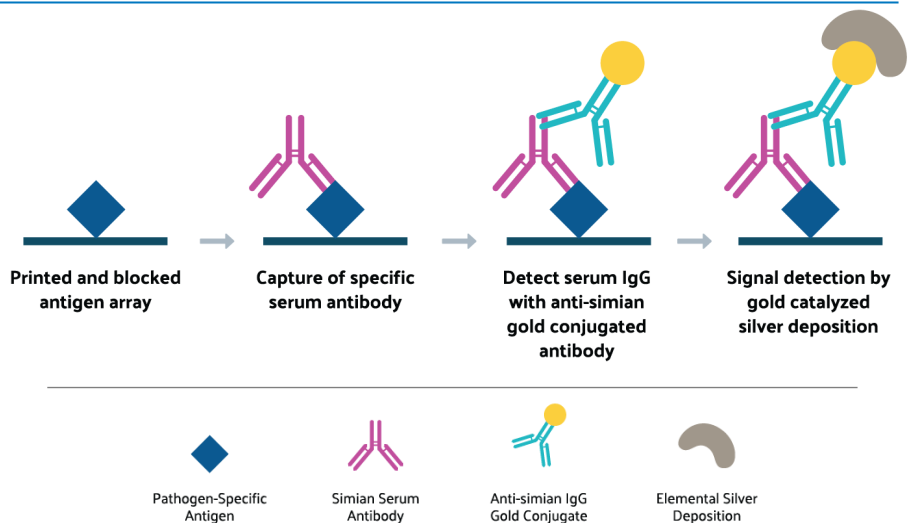 Printed and blocked
antigen array
Capture of specific
serum antibody
Detect serum IgG
with anti-simian
gold conjugated
antibody
Signal detection by
gold catalyzed
silver deposition
Pathogen-Specific
Antigen
Simian Serum
Antibody
Anti-simian IgG
Gold Conjugate
Elemental Silver
Deposition